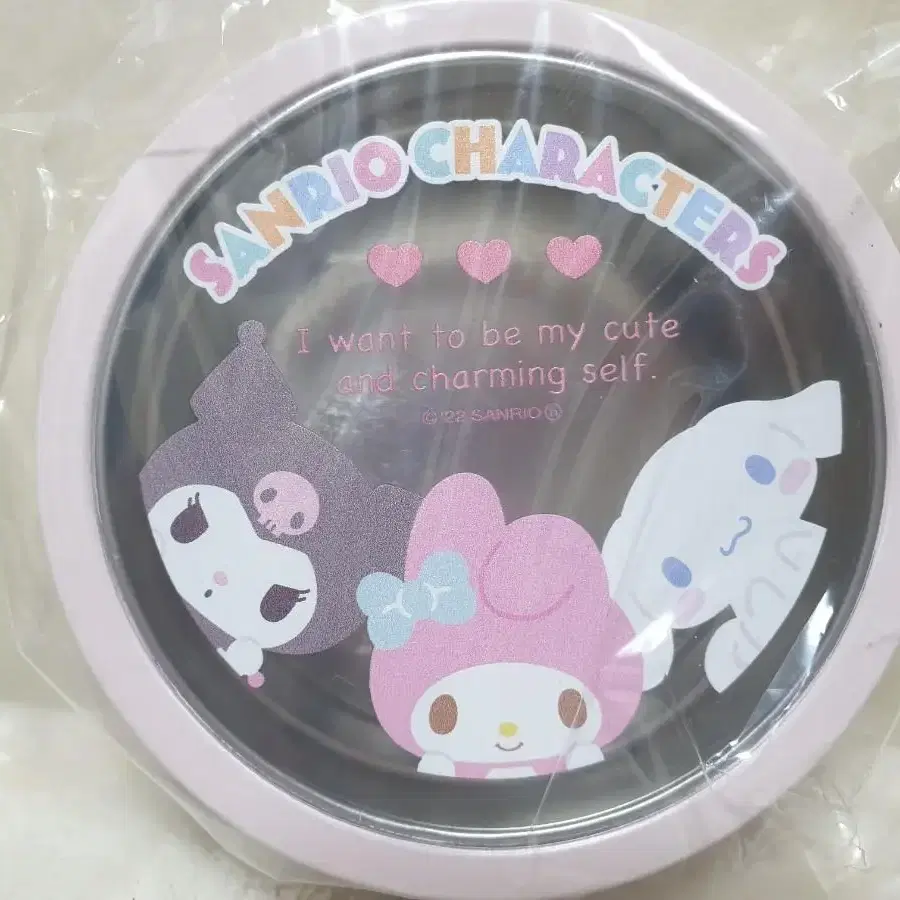 SANRIO CHARACTERS
I want to be my cute
and charming self.
© '22 SANRIO ®